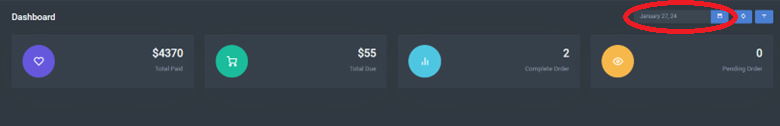 Dashboard
January 27, 24
$4370
Total Paid
$55
Total Due
2
Complete Order
0
Pending Order